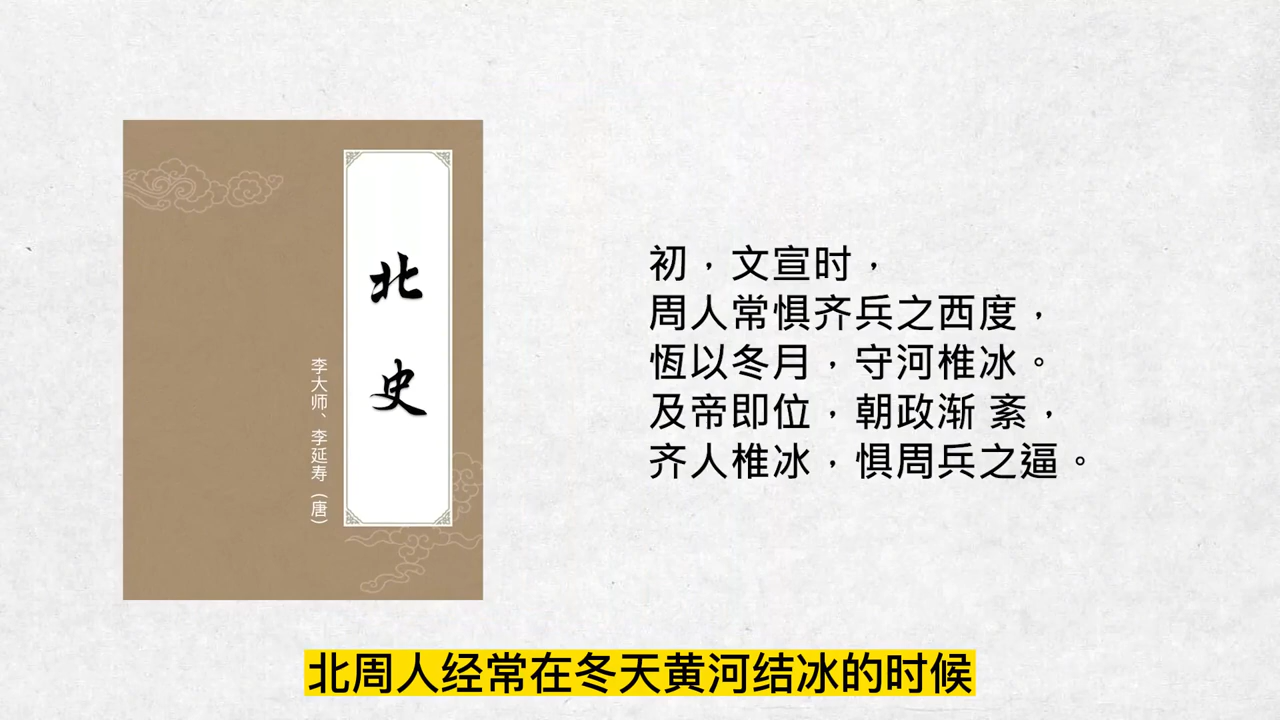 北史
李大师、李延寿（唐）
初，文宣时，
周人常惧齐兵之西度，
恆以冬月，守河椎冰。
及帝即位，朝政渐 紊，
齐人椎冰，惧周兵之逼。
北周人经常在冬天黄河结冰的时候